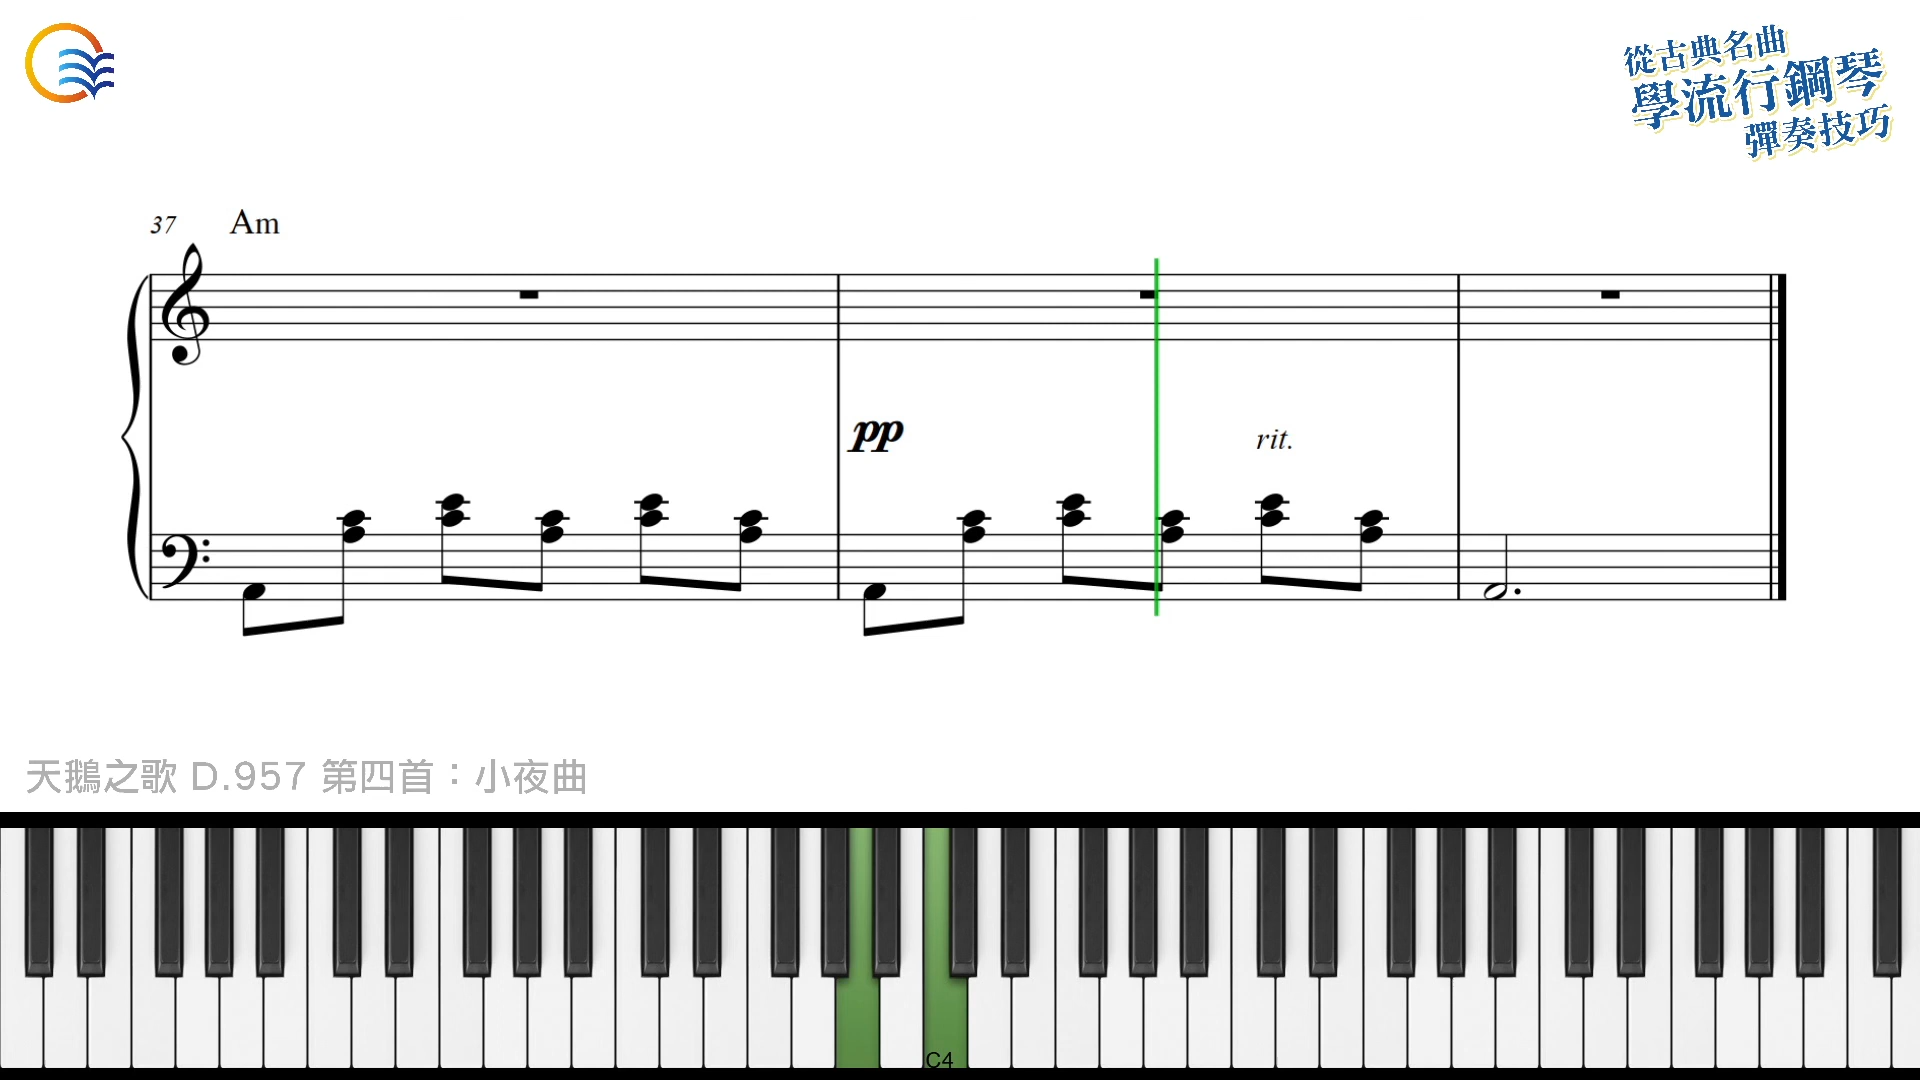 從古典名曲
學流行鋼琴
彈奏技巧
37 Am
pp
rit.
天鵝之歌 D.957 第四首：小夜曲
C4